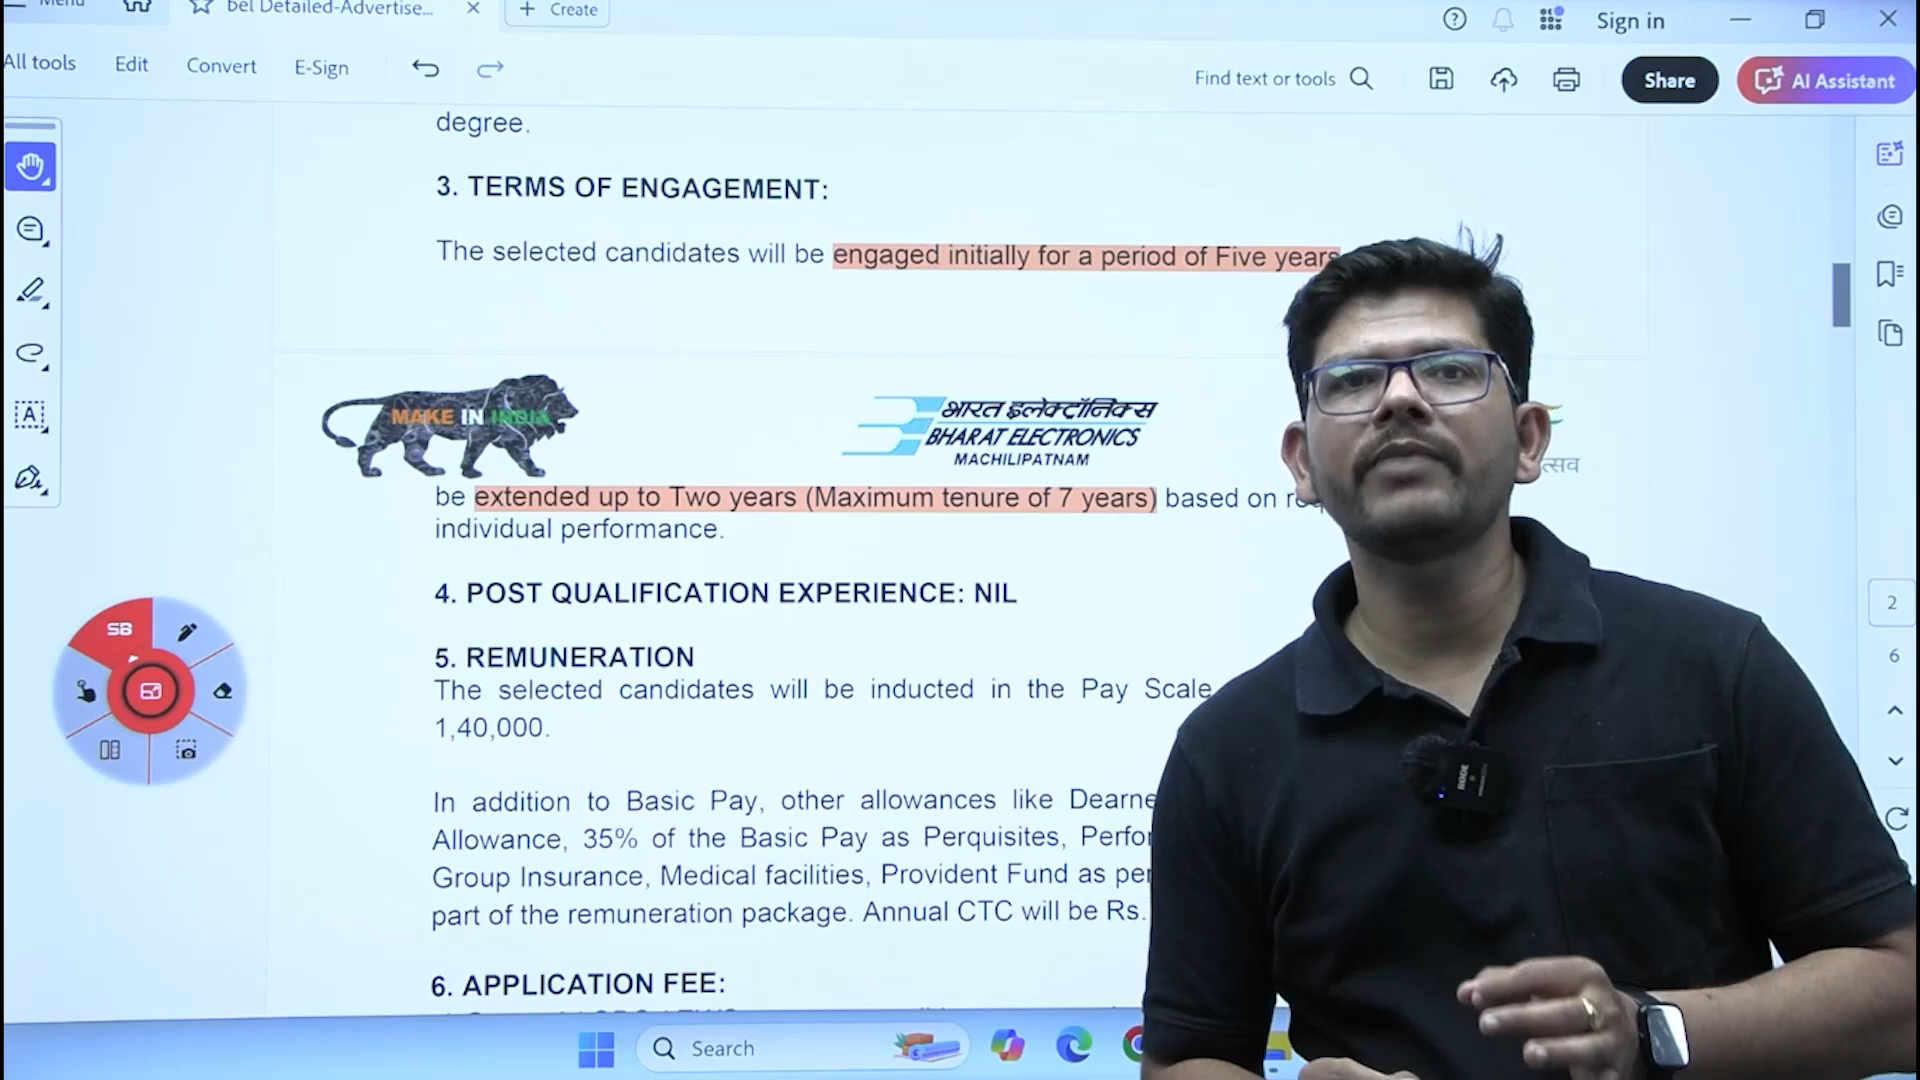 Menu
bel Detailed-Advertise...
Create
Sign in
All tools
Edit
Convert
E-Sign
Find text or tools
Share
AI Assistant
degree.
3. TERMS OF ENGAGEMENT:
The selected candidates will be engaged initially for a period of Five years
MAKE IN INDIA
भारत इलेक्ट्रॉनिक्स
BHARAT ELECTRONICS
MACHILIPATNAM
be extended up to Two years (Maximum tenure of 7 years) based on
individual performance.
4. POST QUALIFICATION EXPERIENCE: NIL
5. REMUNERATION
The selected candidates will be inducted in the Pay Scale
1,40,000.
In addition to Basic Pay, other allowances like
Allowance, 35% of the Basic Pay as Perquisites,
Group Insurance, Medical facilities, Provident Fund as
part of the remuneration package. Annual CTC will be Rs.
6. APPLICATION FEE:
2
6
SB
A
RODE
Search